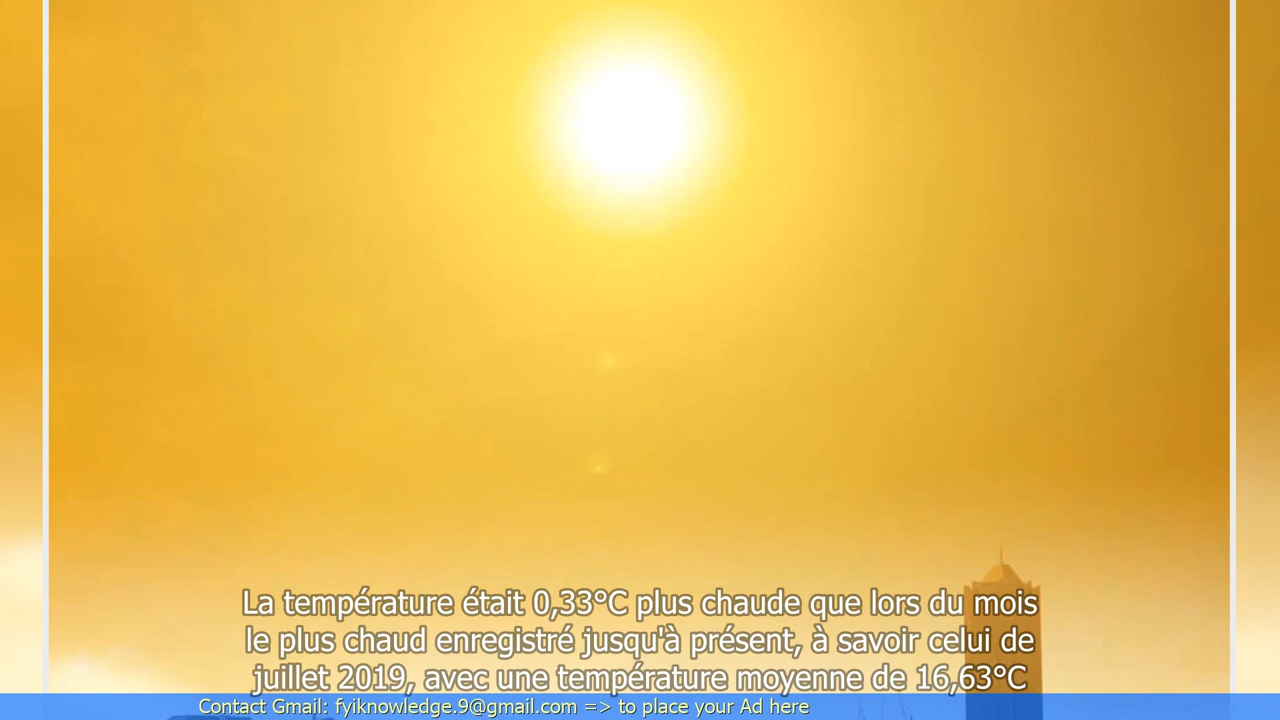 La température était 0,33°C plus chaude que lors du mois
le plus chaud enregistré jusqu'à présent, à savoir celui de
juillet 2019, avec une température moyenne de 16,63°C
Contact Gmail: fyiknowledge.9@gmail.com => to place your Ad here